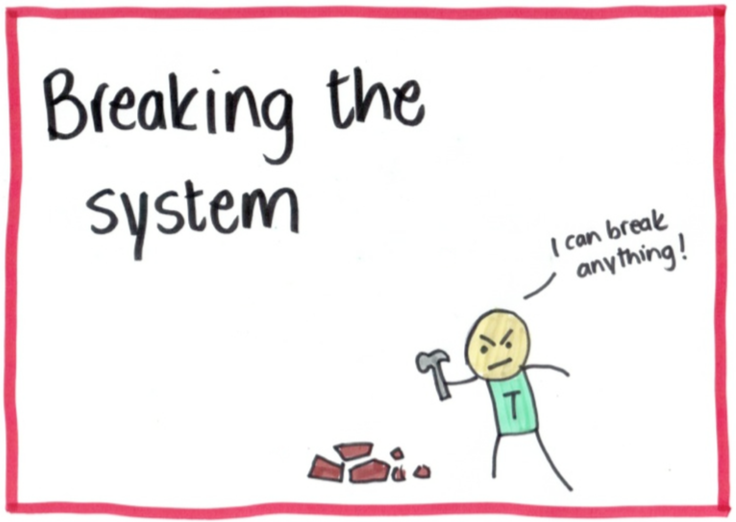 Breaking the
system
I can break
anything!
T